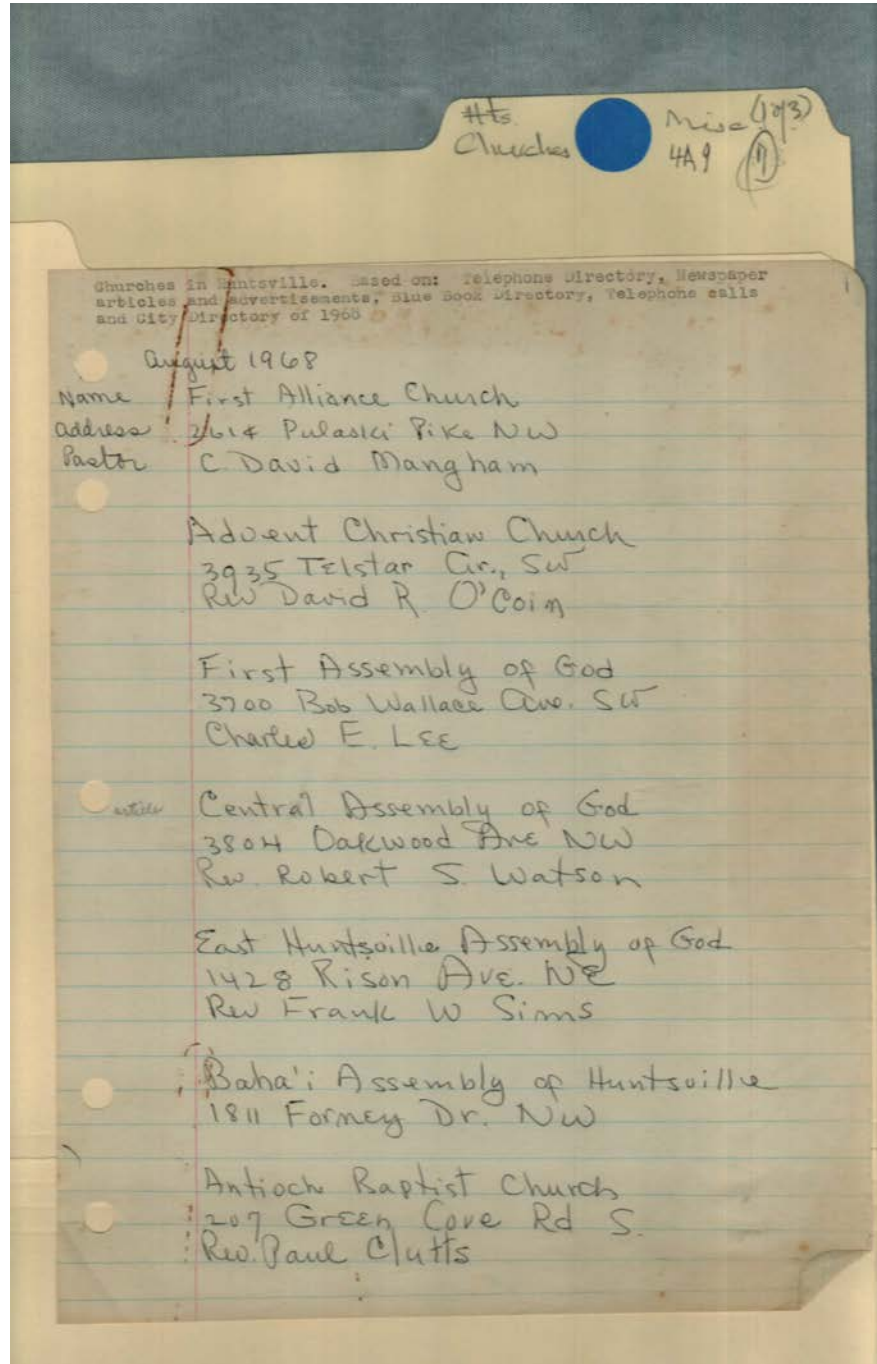 Hts. Misc (1 of 3)
Churches 4A9 7
Churches in Huntsville. Based on: Telephone Directory, Newspaper
articles and advertisements, Blue Book Directory, Telephone calls
and City Directory of 1968
1
August 1968
Name First Alliance Church
address 2614 Pulaski Pike NW
Pastor C. David Mangham
Advent Christian Church
3935 Telstar Cir., SW
Rev David R. O'Coin
First Assembly of God
3700 Bob Wallace Ave. SW
Charles E. Lee
article Central Assembly of God
3804 Oakwood Ave NW
Rev. Robert S. Watson
East Huntsville Assembly of God
1428 Rison Ave. NE
Rev Frank W Sims
Baha'i Assembly of Huntsville
1811 Forney Dr. NW
Antioch Baptist Church
207 Green Cove Rd S.
Rev. Paul Clutts